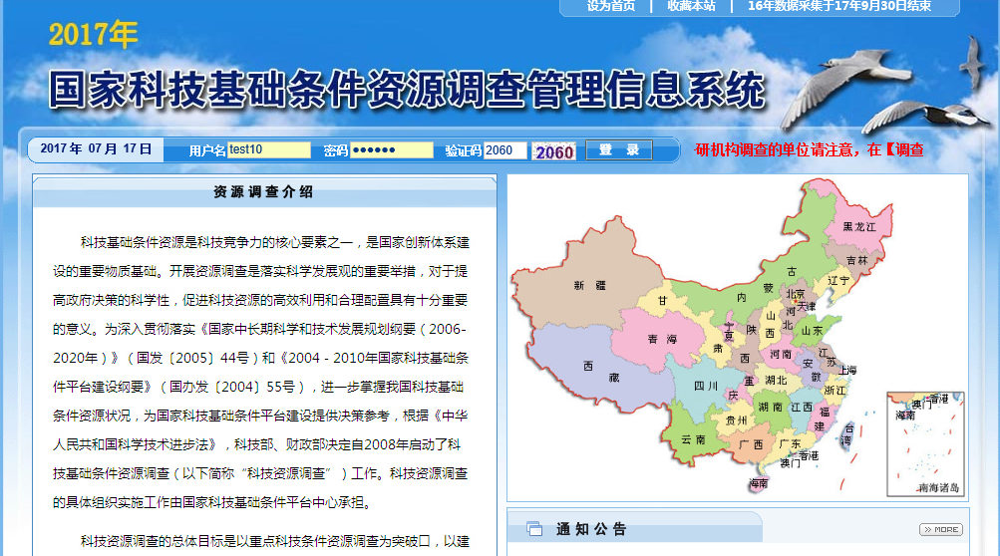 设为首页 | 收藏本站 | 16年数据采集于17年9月30日结束
2017年
国家科技基础条件资源调查管理信息系统
2017 年 07 月 17 日 用户名 test10 密码 ●●●●●● 验证码 2060 2060 登 录 研机构调查的单位请注意，在【调查
资源调查介绍
科技基础条件资源是科技竞争力的核心要素之一，是国家创新体系建
设的重要物质基础。开展资源调查是落实科学发展观的重要举措，对于提
高政府决策的科学性，促进科技资源的高效利用和合理配置具有十分重要
的意义。为深入贯彻落实《国家中长期科学和技术发展规划纲要（2006-
2020年）》（国发〔2005〕44号）和《2004－2010年国家科技基础条
件平台建设纲要》（国办发〔2004〕55号），进一步掌握我国科技基础
条件资源状况，为国家科技基础条件平台建设提供决策参考，根据《中华
人民共和国科学技术进步法》，科技部、财政部决定自2008年启动了科
技基础条件资源调查（以下简称“科技资源调查”）工作。科技资源调查
的具体组织实施工作由国家科技基础条件平台中心承担。
科技资源调查的总体目标是以重点科技条件资源调查为突破口，以建
黑龙江
吉林
辽宁
内蒙古
新疆
甘肃
北京
天津
河北
山西
山东
宁夏
陕西
青海
河南
江苏
安徽
上海
西藏
四川
重庆
湖北
浙江
湖南
江西
贵州
福建
云南
广西
广东
台湾
香港
澳门
海南
香港
澳门
海南
南海诸岛
通知公告
>> MORE